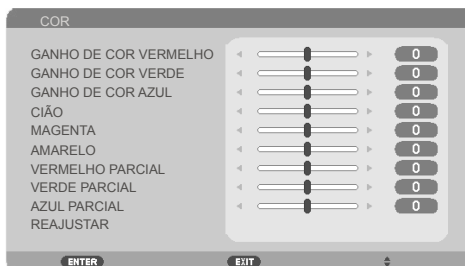 COR
GANHO DE COR VERMELHO 0
GANHO DE COR VERDE 0
GANHO DE COR AZUL 0
CIÃO 0
MAGENTA 0
AMARELO 0
VERMELHO PARCIAL 0
VERDE PARCIAL 0
AZUL PARCIAL 0
REAJUSTAR
ENTER EXIT